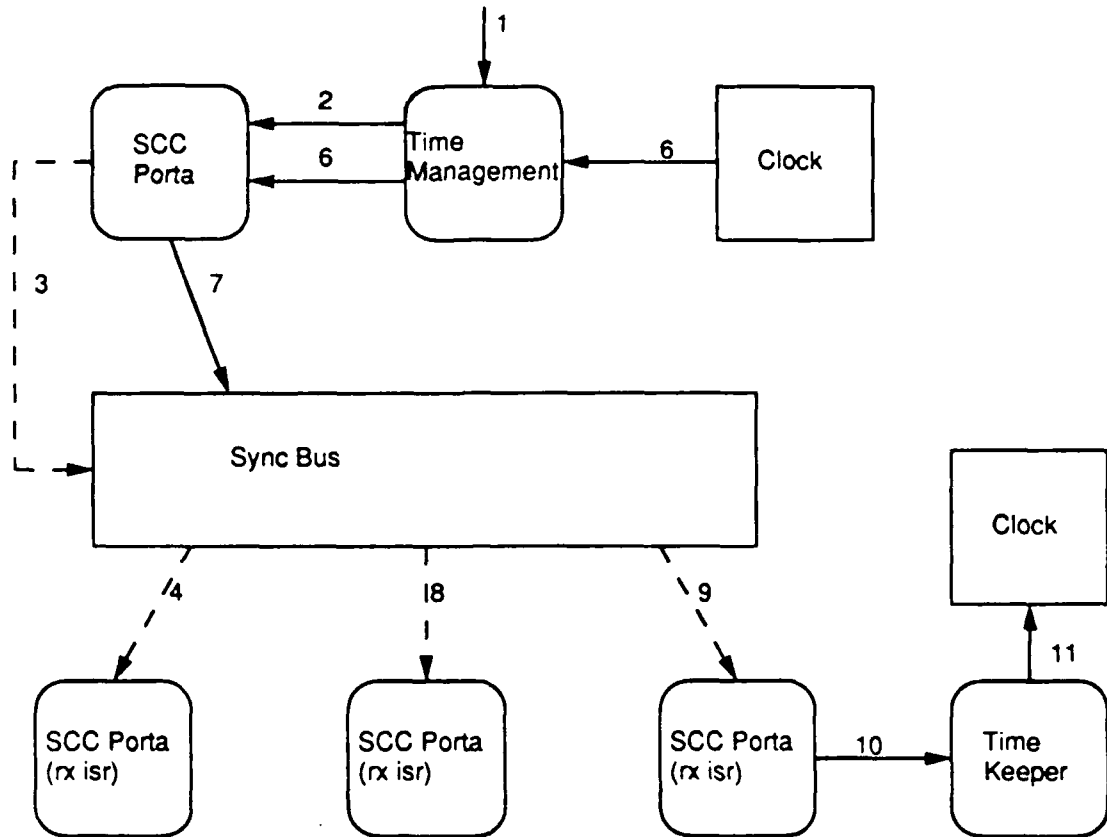 1
2
SCC
Porta
Time
Management
6
6
Clock
3
7
Sync Bus
Clock
4
8
9
11
SCC Porta
(rx isr)
SCC Porta
(rx isr)
SCC Porta
(rx isr)
10
Time
Keeper